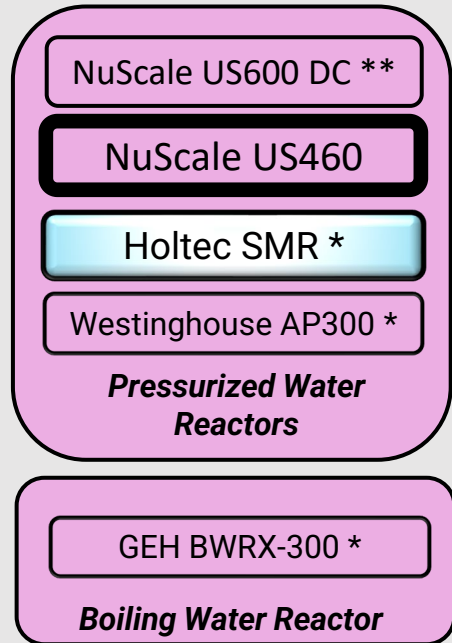 NuScale US600 DC **
NuScale US460
Holtec SMR *
Westinghouse AP300 *
Pressurized Water
Reactors
GEH BWRX-300 *
Boiling Water Reactor